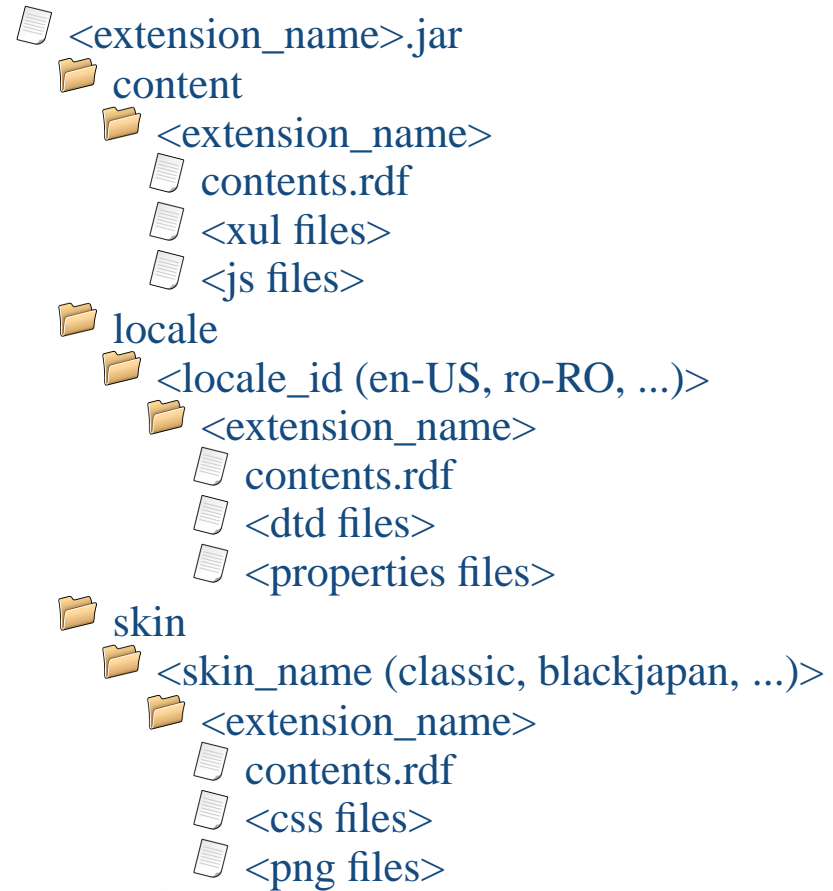 <extension_name>.jar
content
<extension_name>
contents.rdf
<xul files>
<js files>
locale
<locale_id (en-US, ro-RO, ...)>
<extension_name>
contents.rdf
<dtd files>
<properties files>
skin
<skin_name (classic, blackjapan, ...)>
<extension_name>
contents.rdf
<css files>
<png files>